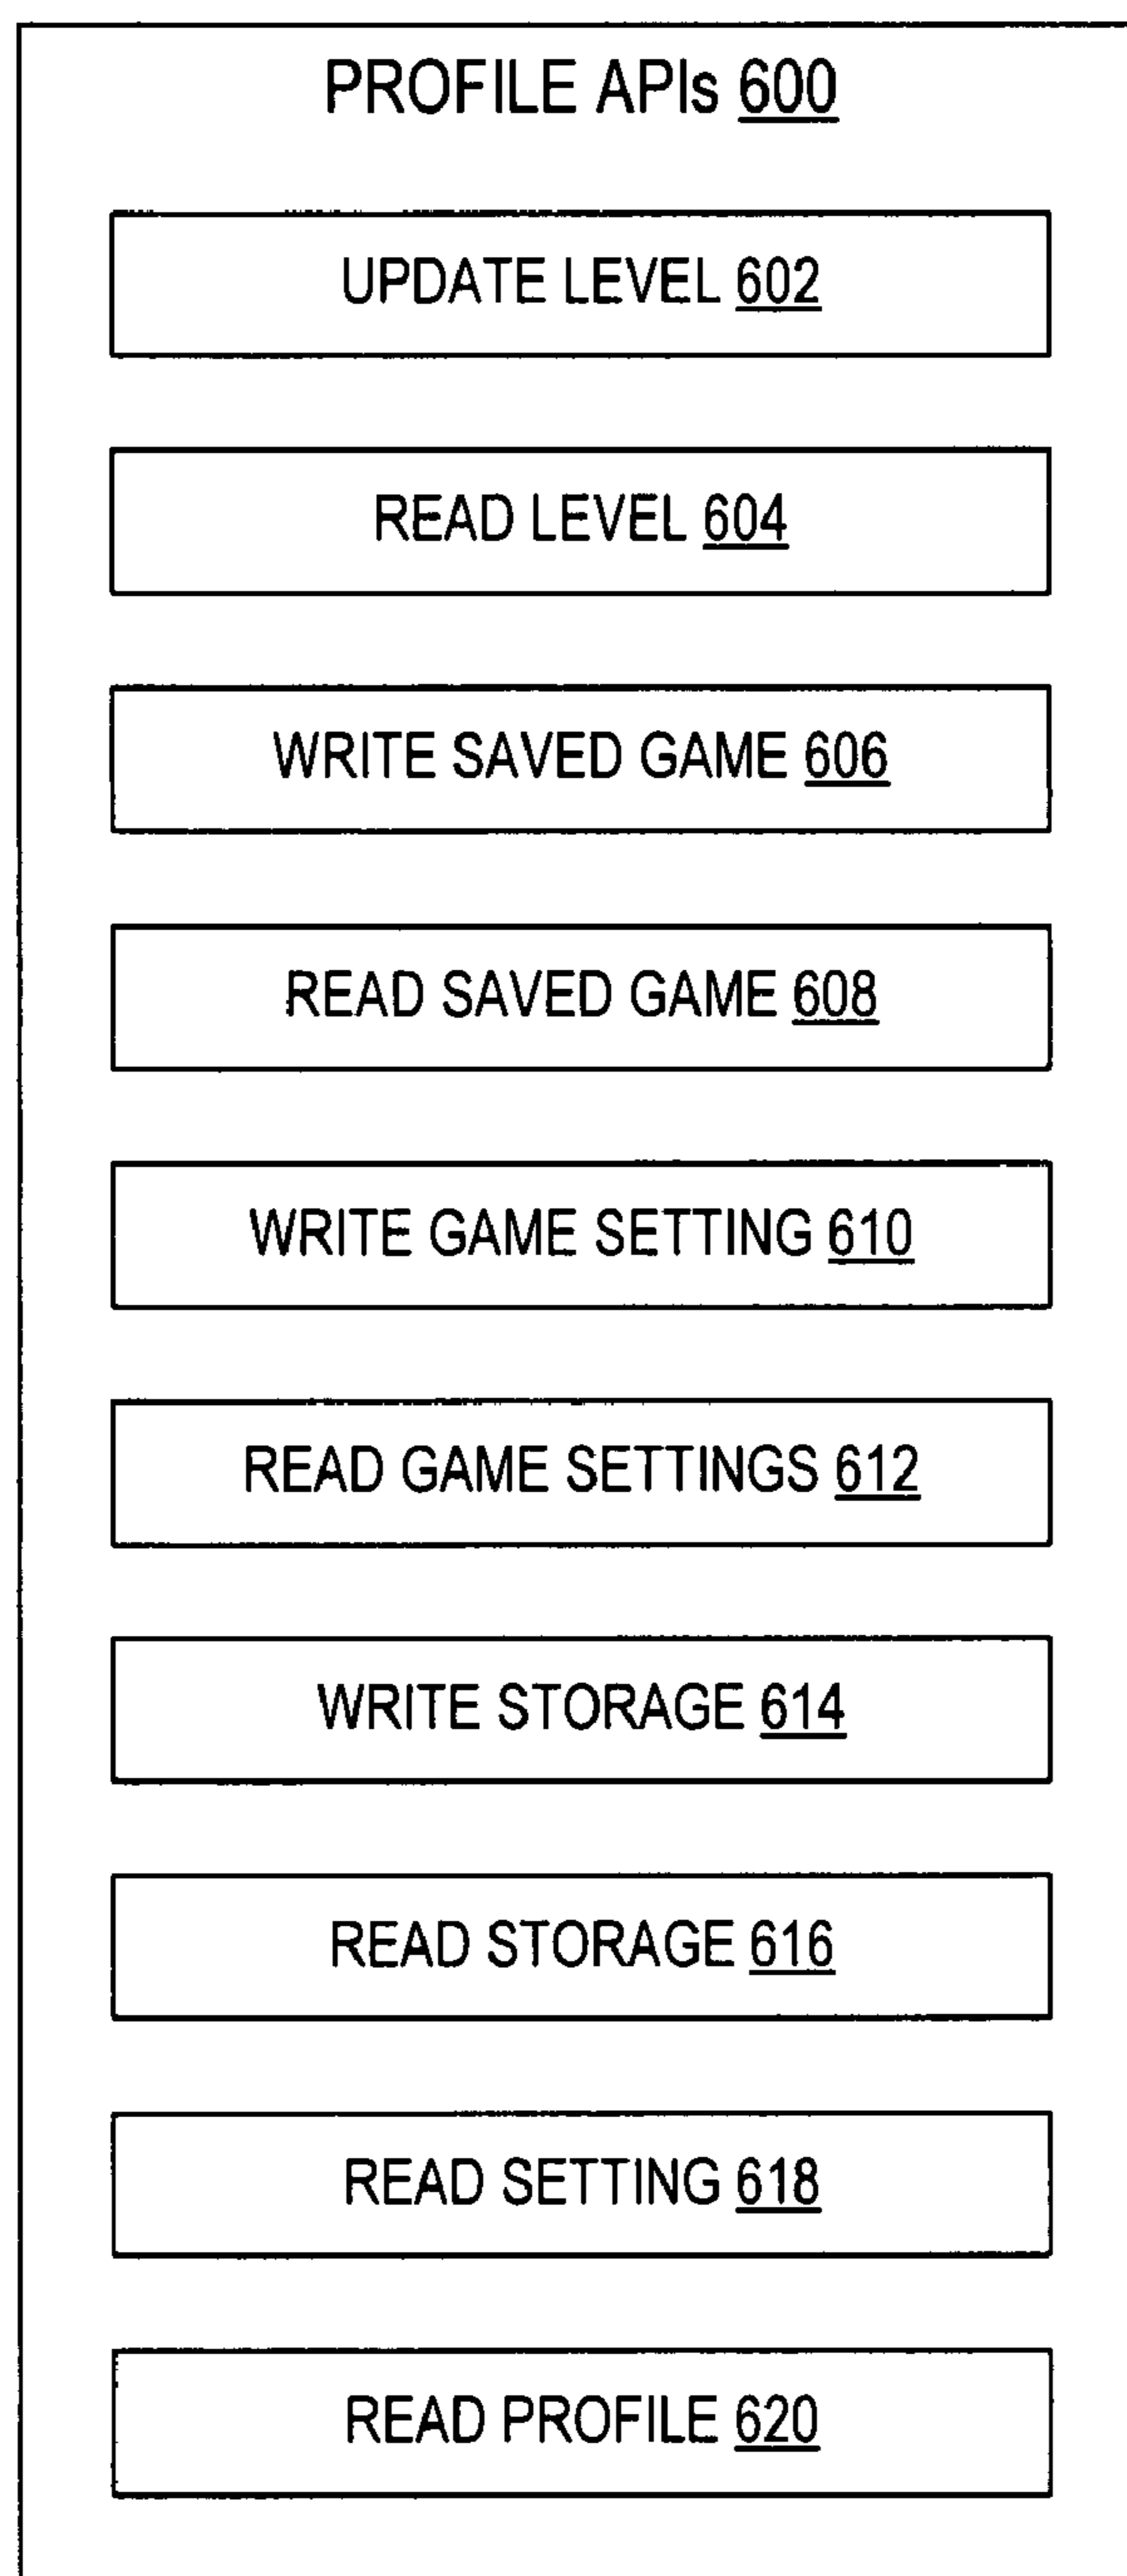 PROFILE APIs 600
UPDATE LEVEL 602
READ LEVEL 604
WRITE SAVED GAME 606
READ SAVED GAME 608
WRITE GAME SETTING 610
READ GAME SETTINGS 612
WRITE STORAGE 614
READ STORAGE 616
READ SETTING 618
READ PROFILE 620